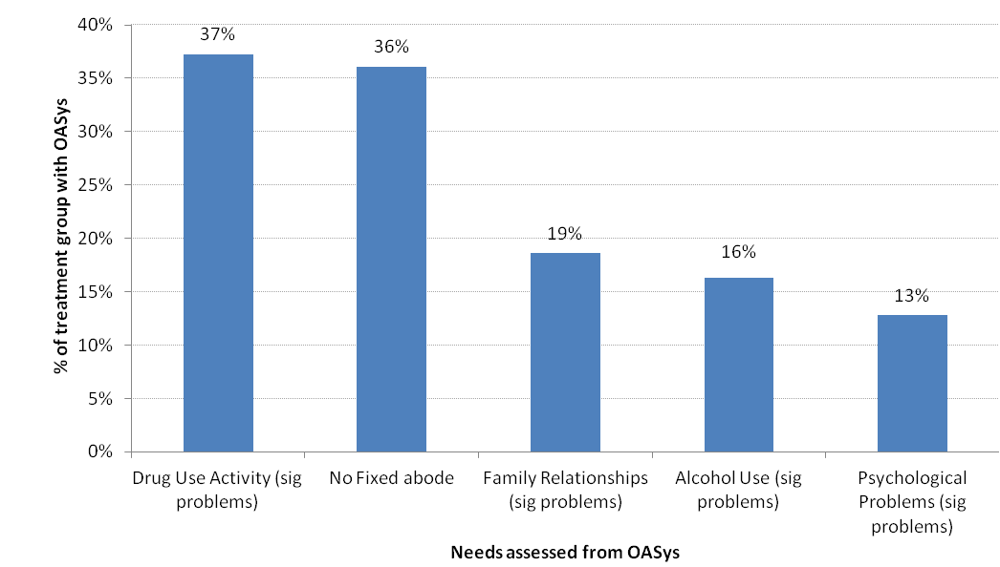 40%
35%
30%
25%
20%
15%
10%
5%
0%
% of treatment group with OASys
37%
36%
19%
16%
13%
Drug Use Activity (sig
problems)
No Fixed abode
Family Relationships
(sig problems)
Alcohol Use (sig
problems)
Psychological
Problems (sig
problems)
Needs assessed from OASys